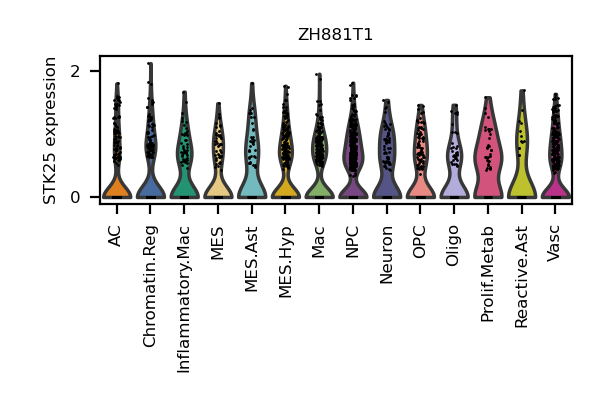 ZH881T1
STK25 expression
2
0
AC
Chromatin.Reg
Inflammatory.Mac
MES
MES.Ast
MES.Hyp
Mac
NPC
Neuron
OPC
Oligo
Prolif.Metab
Reactive.Ast
Vasc